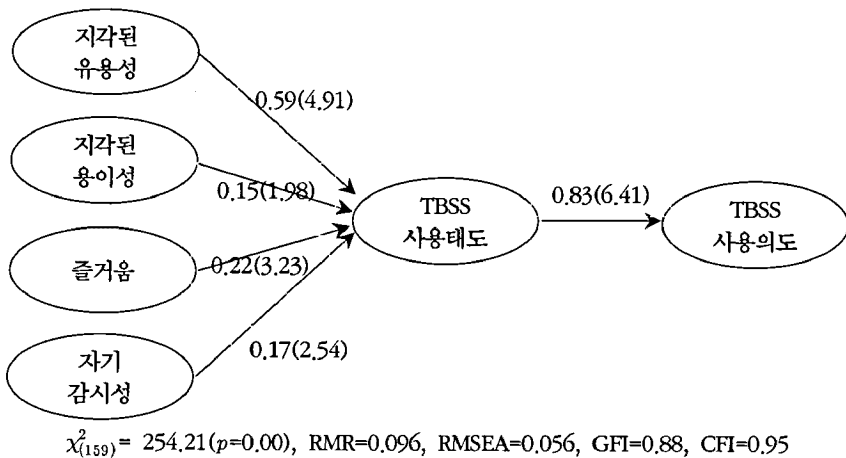 지각된
유용성
0.59(4.91)
지각된
용이성
0.15(1.98)
TBSS
사용태도
0.83(6.41)
TBSS
사용의도
즐거움
0.22(3.23)
자기
감시성
0.17(2.54)
χ²(159) = 254.21(p=0.00), RMR=0.096, RMSEA=0.056, GFI=0.88, CFI=0.95